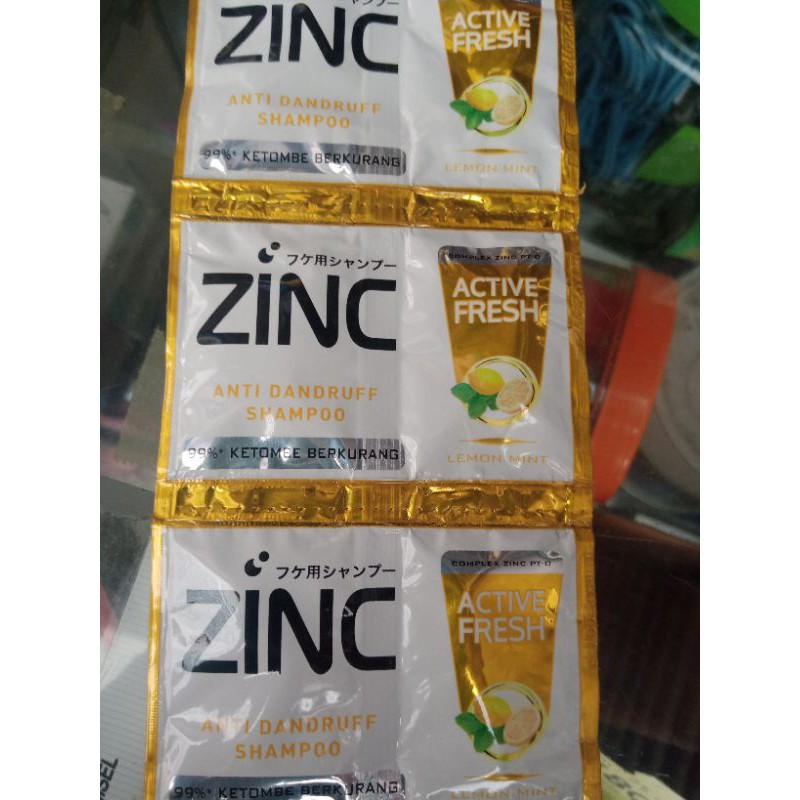 ZINC
ANTI DANDRUFF
SHAMPOO
99%* KETOMBE BERKURANG
ACTIVE
FRESH
LEMON MINT
フケ用シャンプー
ZINC
ANTI DANDRUFF
SHAMPOO
99%* KETOMBE BERKURANG
COMPLEX ZINC PT-O
ACTIVE
FRESH
LEMON MINT
フケ用シャンプー
ZINC
ANTI DANDRUFF
SHAMPOO
99%* KETOMBE BERKURANG
COMPLEX ZINC PT-O
ACTIVE
FRESH
LEMON MINT